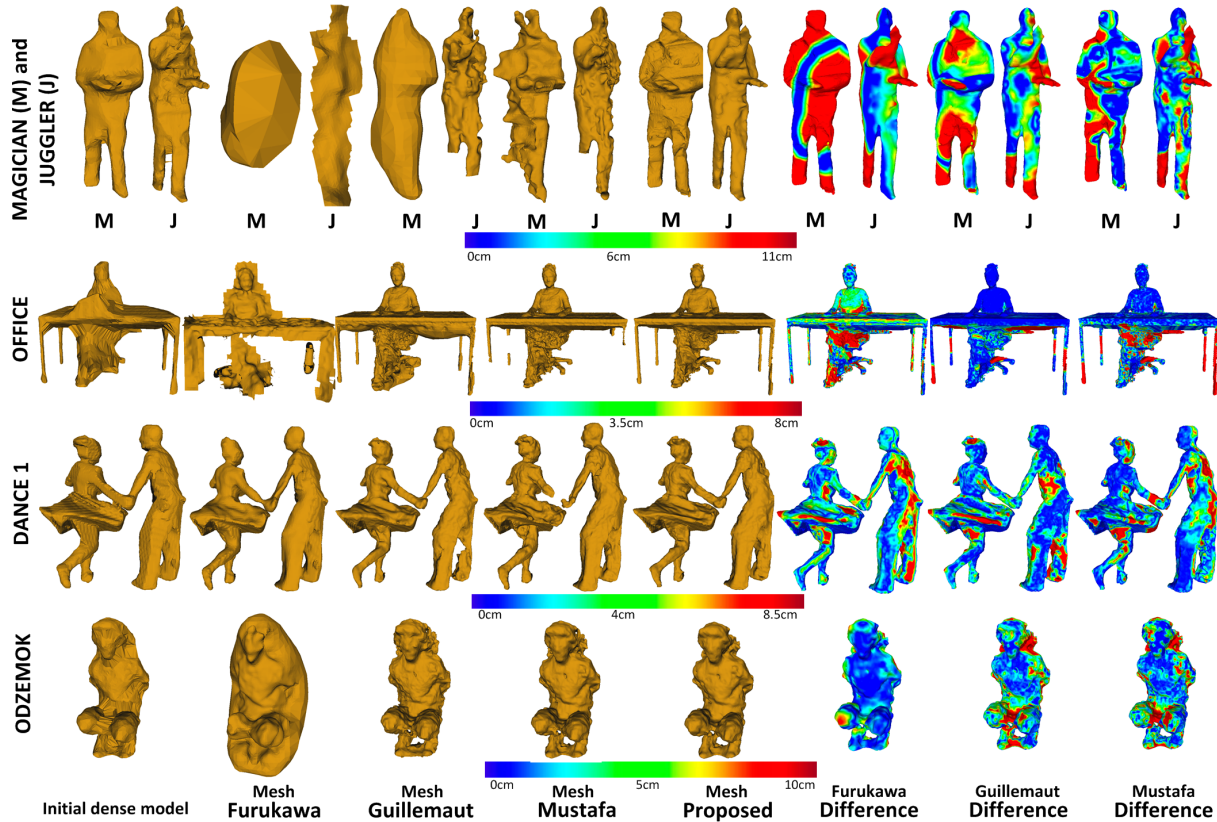 MAGICIAN (M) and
JUGGLER (J)
M J M J M J M J M J M J M J M J
0cm 6cm 11cm
OFFICE
0cm 3.5cm 8cm
DANCE 1
0cm 4cm 8.5cm
ODZEMOK
0cm 5cm 10cm
Initial dense model
Mesh
Furukawa
Mesh
Guillemaut
Mesh
Mustafa
Mesh
Proposed
Furukawa
Difference
Guillemaut
Difference
Mustafa
Difference